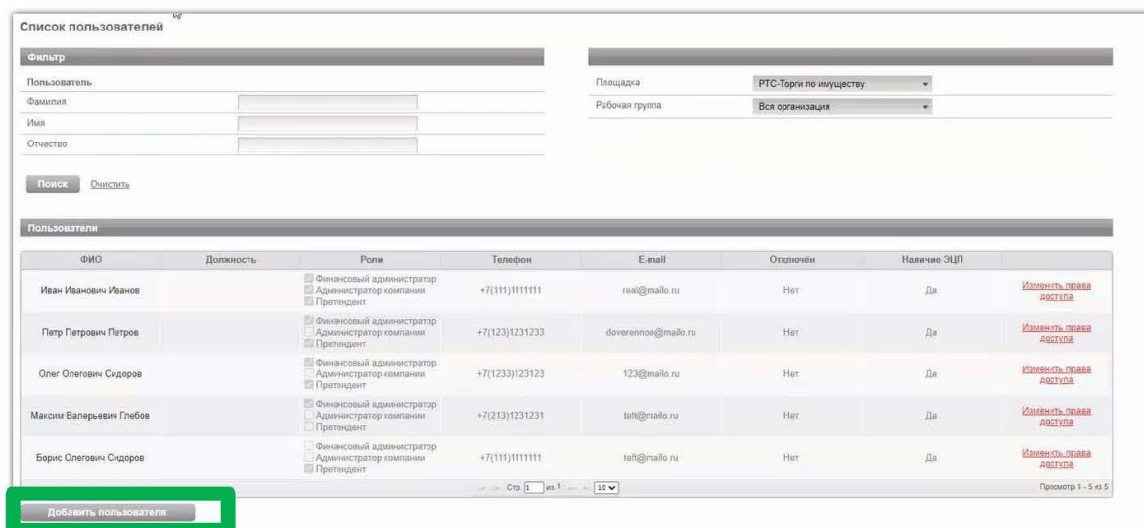 Список пользователей
Фильтр
Пользователь
Фамилия
Имя
Отчество
Площадка РТС-Торги по имуществу
Рабочая группа Вся организация
Поиск Очистить
Пользователи
ФИО Должность Роли Телефон E-mail Отключён Наличие ЭЦП
Иван Иванович Иванов Финансовый администратор Администратор компании Претендент +7(111)1111111 real@mailo.ru Нет Да Изменить права доступа
Петр Петрович Петров Финансовый администратор Администратор компании Претендент +7(123)1231233 doverennoe@mailo.ru Нет Да Изменить права доступа
Олег Олегович Сидоров Финансовый администратор Администратор компании Претендент +7(1233)123123 123@mailo.ru Нет Да Изменить права доступа
Максим Валерьевич Глебов Финансовый администратор Администратор компании Претендент +7(213)1231231 teft@mailo.ru Нет Да Изменить права доступа
Борис Олегович Сидоров Финансовый администратор Администратор компании Претендент +7(111)1111111 teft@mailo.ru Нет Да Изменить права доступа
Стр. 1 из 1 10 Просмотр 1 - 5 из 5
Добавить пользователя